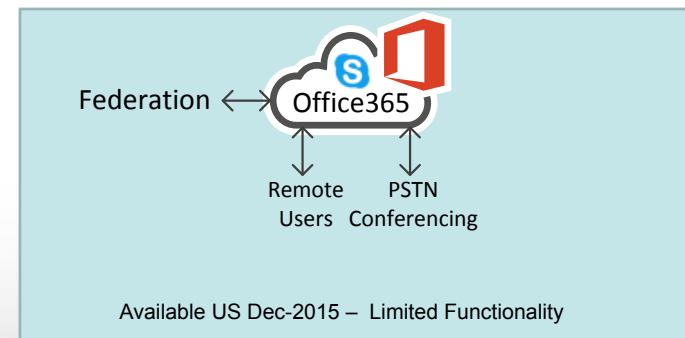 S
Office365
Federation
Remote
Users
PSTN
Conferencing
Available US Dec-2015 – Limited Functionality